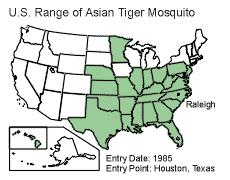 U.S. Range of Asian Tiger Mosquito
Raleigh
Entry Date: 1985
Entry Point: Houston, Texas